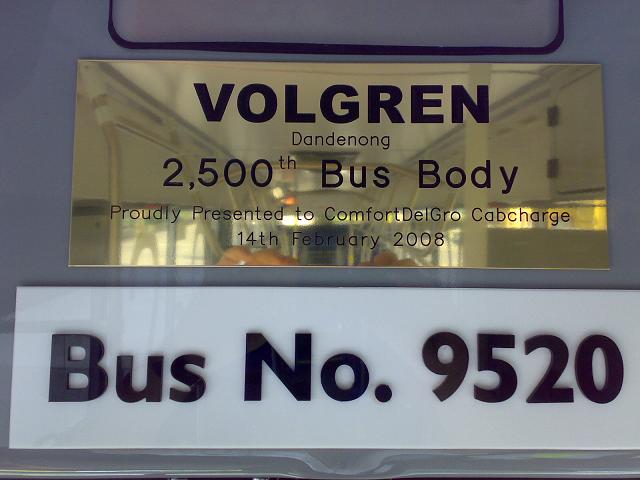 VOLGREN
Dandenong
2,500th Bus Body
Proudly Presented to ComfortDelGro Cabcharge
14th February 2008
Bus No. 9520